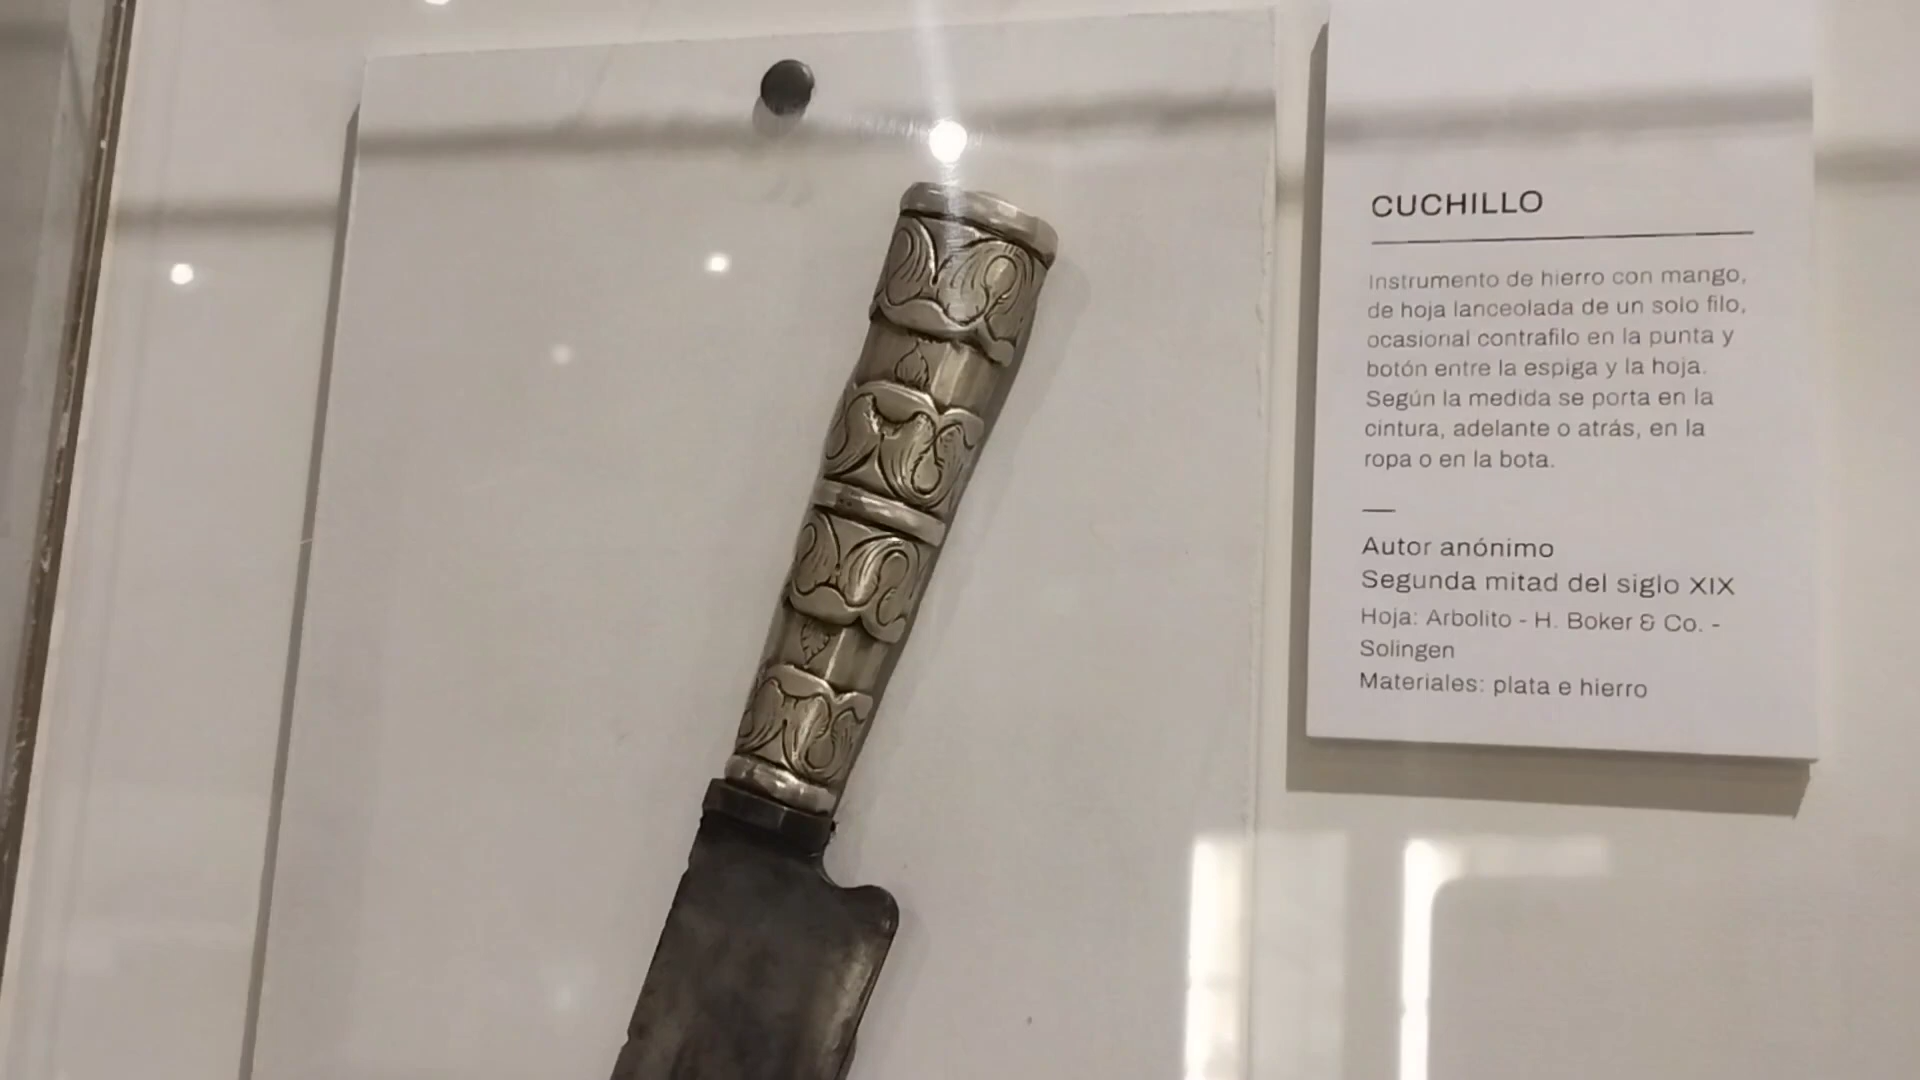 CUCHILLO
Instrumento de hierro con mango,
de hoja lanceolada de un solo filo,
ocasional contrafilo en la punta y
botón entre la espiga y la hoja.
Según la medida se porta en la
cintura, adelante o atrás, en la
ropa o en la bota.
Autor anónimo
Segunda mitad del siglo XIX
Hoja: Arbolito - H. Boker & Co. -
Solingen
Materiales: plata e hierro